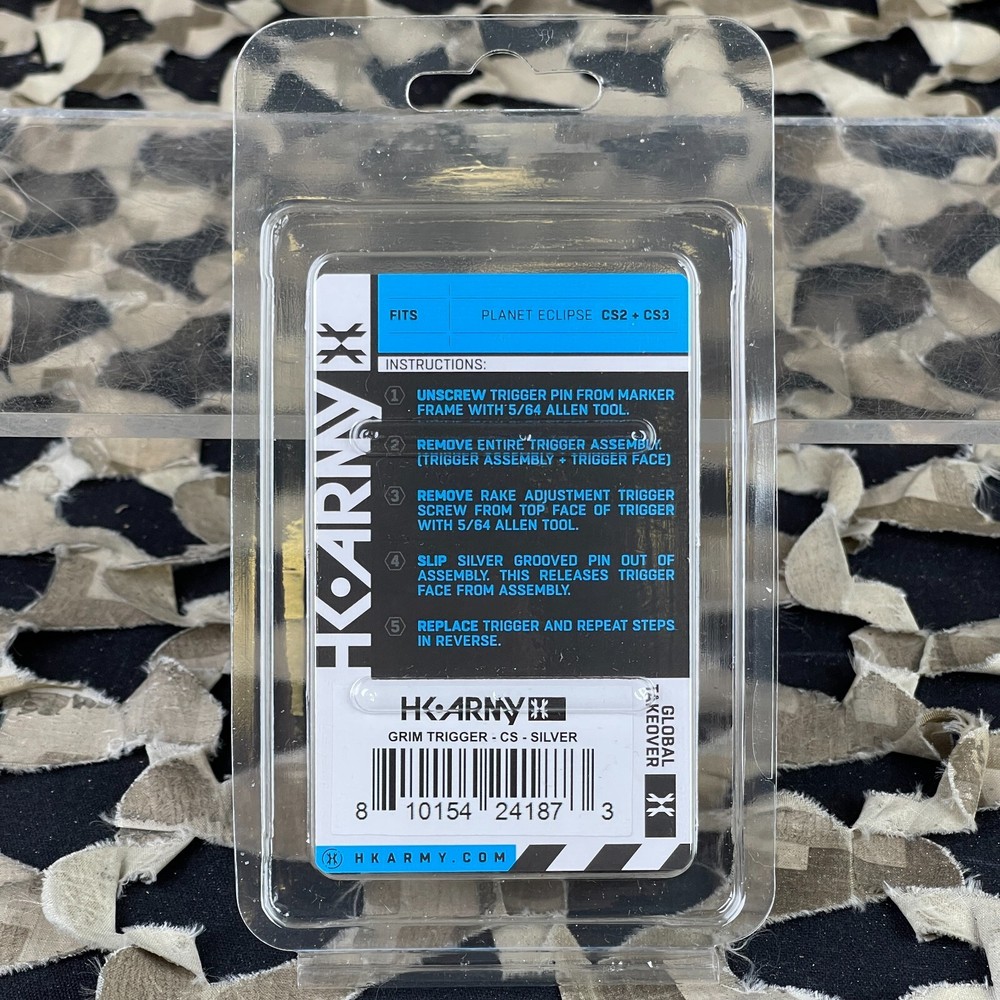 FITS PLANET ECLIPSE CS2 + CS3
INSTRUCTIONS:
1 UNSCREW TRIGGER PIN FROM MARKER
FRAME WITH 5/64 ALLEN TOOL.
2 REMOVE ENTIRE TRIGGER ASSEMBLY.
(TRIGGER ASSEMBLY + TRIGGER FACE)
3 REMOVE RAKE ADJUSTMENT TRIGGER
SCREW FROM TOP FACE OF TRIGGER
WITH 5/64 ALLEN TOOL.
4 SLIP SILVER GROOVED PIN OUT OF
ASSEMBLY. THIS RELEASES TRIGGER
FACE FROM ASSEMBLY.
5 REPLACE TRIGGER AND REPEAT STEPS
IN REVERSE.
HK ARMY
HK ARMY
GRIM TRIGGER - CS - SILVER
8 10154 24187 3
GLOBAL
TAKEOVER
HKARMY.COM